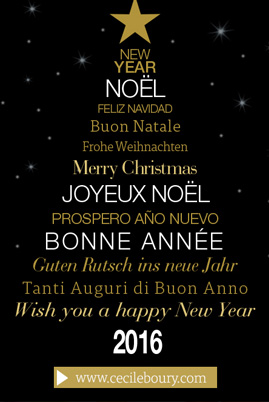 NEW
YEAR
NOËL
FELIZ NAVIDAD
Buon Natale
Frohe Weihnachten
Merry Christmas
JOYEUX NOËL
PROSPERO AÑO NUEVO
BONNE ANNÉE
Guten Rutsch ins neue Jahr
Tanti Auguri di Buon Anno
Wish you a happy New Year
2016
www.cecileboury.com